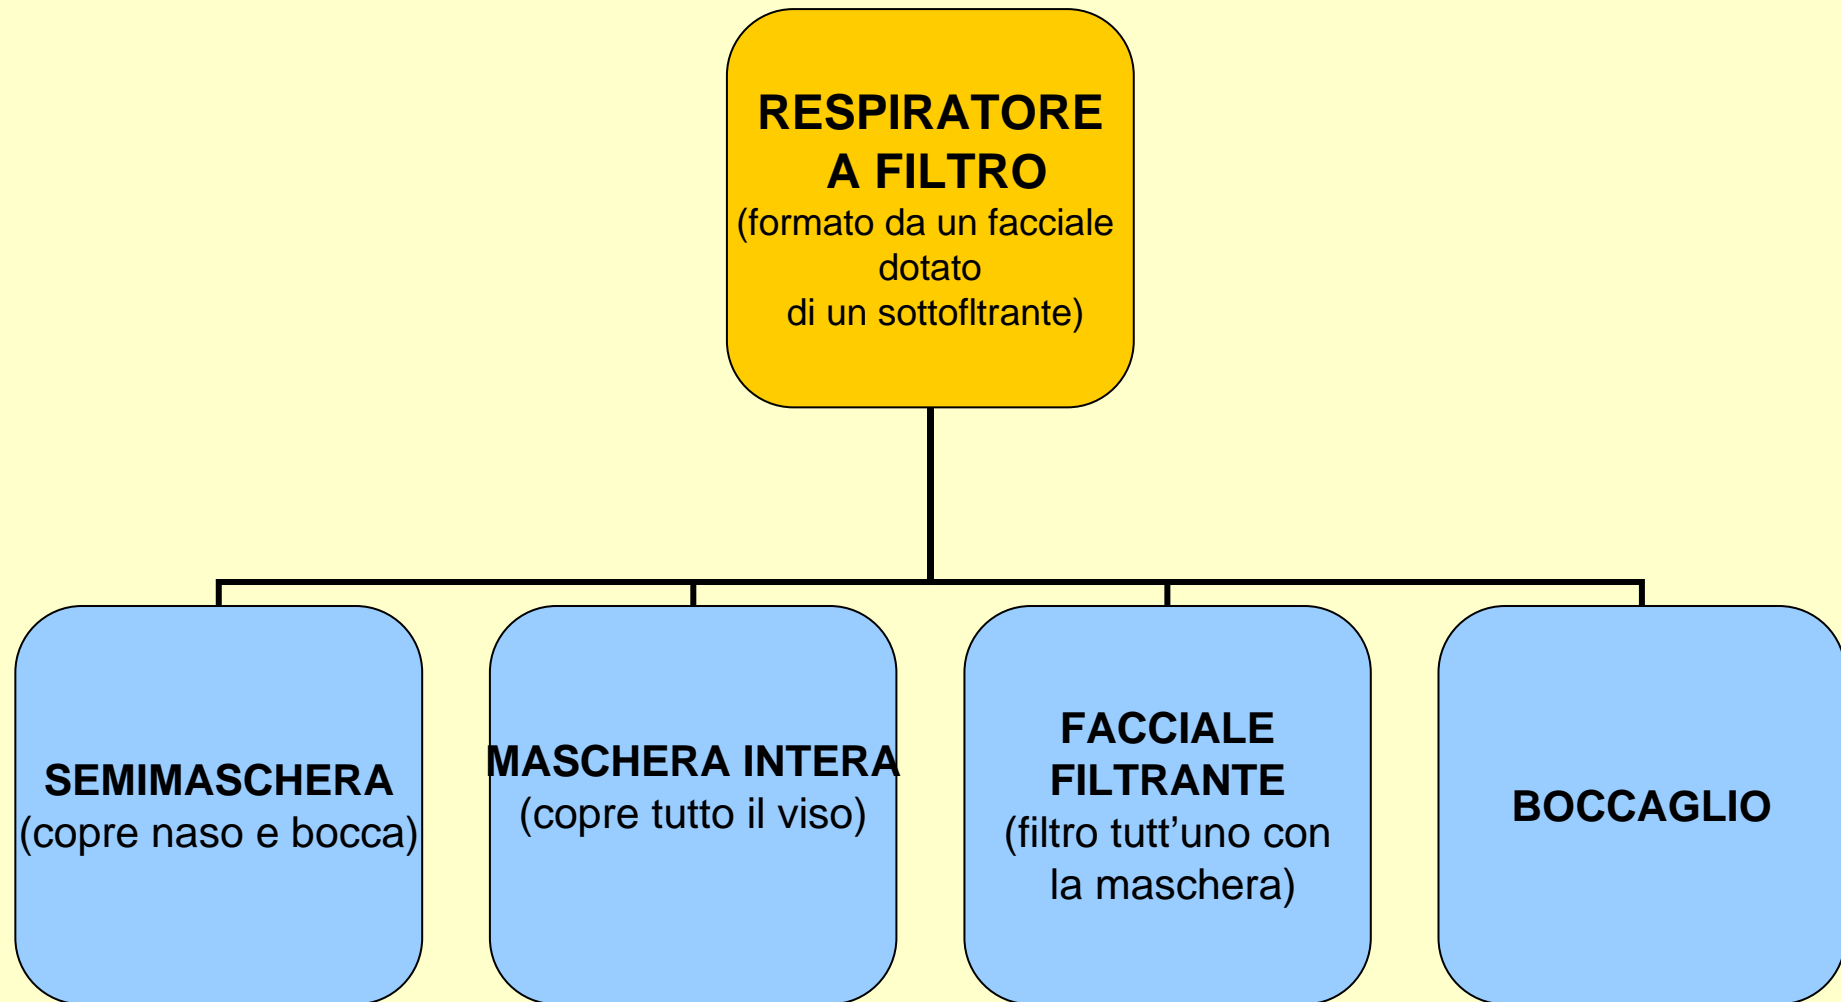 RESPIRATORE
A FILTRO
(formato da un facciale
dotato
di un sottofltrante)
SEMIMASCHERA
(copre naso e bocca)
MASCHERA INTERA
(copre tutto il viso)
FACCIALE
FILTRANTE
(filtro tutt’uno con
la maschera)
BOCCAGLIO